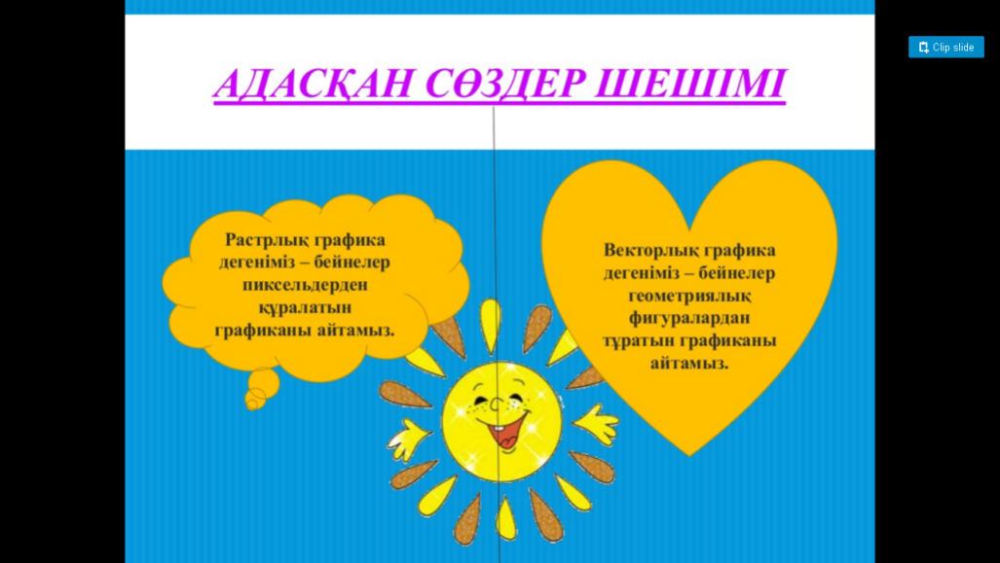 Clip slide
АДАСҚАН СӨЗДЕР ШЕШІМІ
Растрлық графика
дегеніміз – бейнелер
пиксельдерден
құралатын
графиканы айтамыз.
Векторлық графика
дегеніміз – бейнелер
геометриялық
фигуралардан
тұратын графиканы
айтамыз.